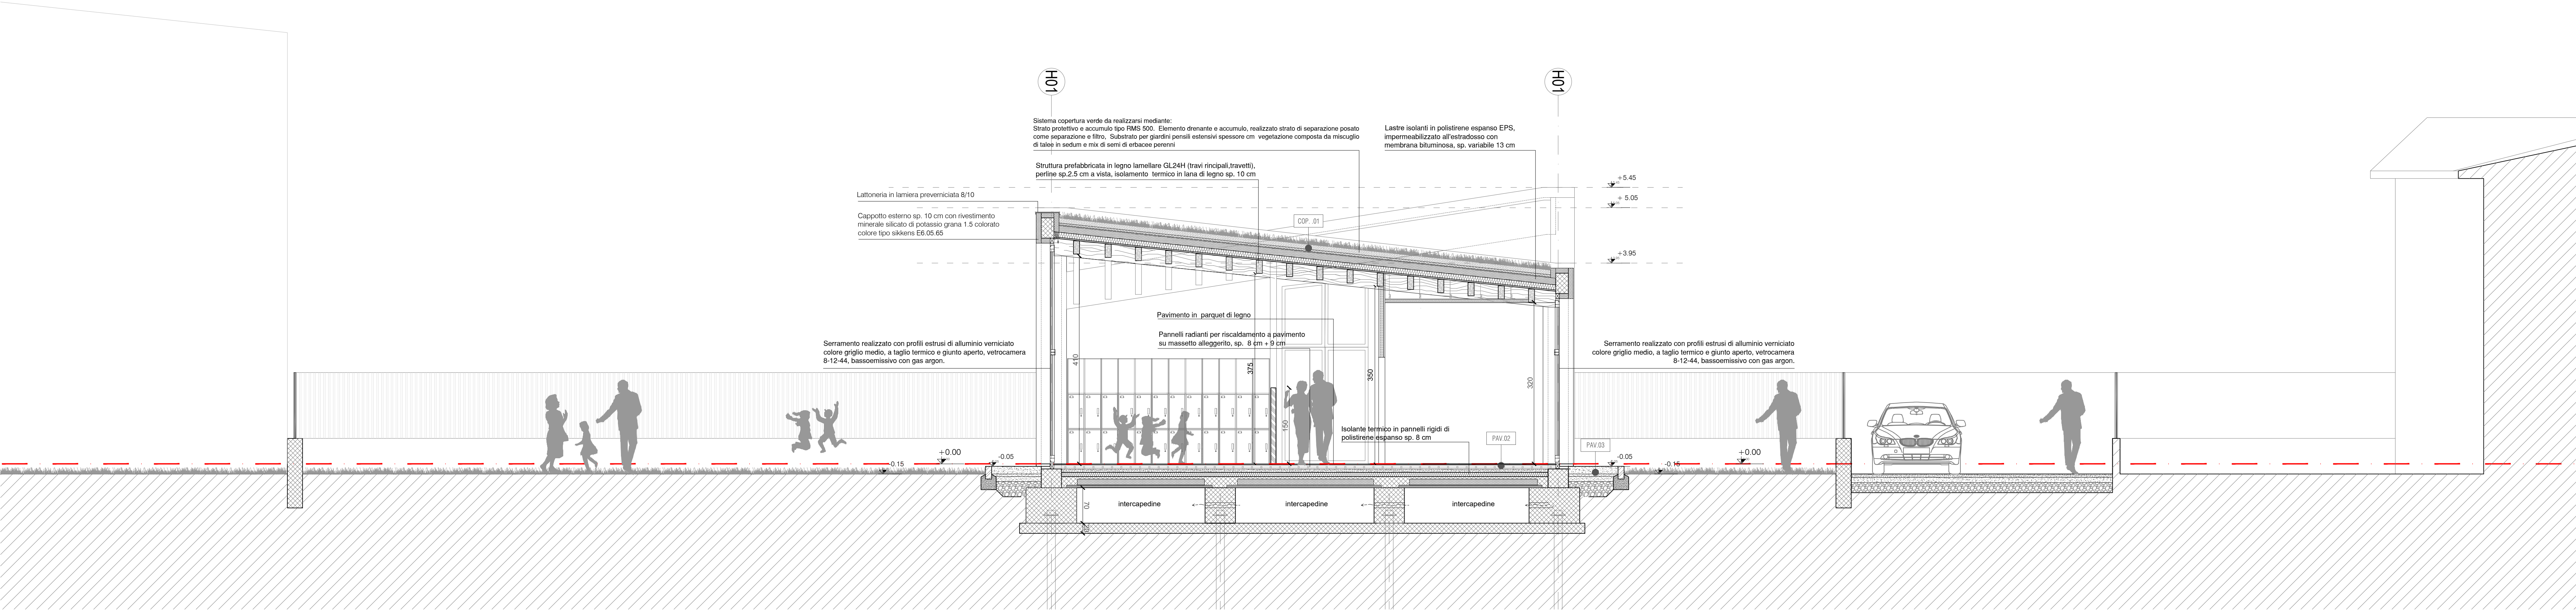 H01
H01
Sistema copertura verde da realizzarsi mediante:
Strato protettivo e accumulo tipo RMS 500. Elemento drenante e accumulo, realizzato strato di separazione posato
come separazione e filtro, Substrato per giardini pensili estensivi spessore cm vegetazione composta da miscuglio
di talee in sedum e mix di semi di erbacee perenni
Lastre isolanti in polistirene espanso EPS,
impermeabilizzato all'estradosso con
membrana bituminosa, sp. variabile 13 cm
Struttura prefabbricata in legno lamellare GL24H (travi rincipali,travetti),
perline sp.2.5 cm a vista, isolamento termico in lana di legno sp. 10 cm
+5.45
Lattoneria in lamiera preverniciata 8/10
+ 5.05
Cappotto esterno sp. 10 cm con rivestimento
minerale silicato di potassio grana 1.5 colorato
colore tipo sikkens E6.05.65
COP. .01
+3.95
Pavimento in parquet di legno
Pannelli radianti per riscaldamento a pavimento
su massetto alleggerito, sp. 8 cm + 9 cm
Serramento realizzato con profili estrusi di alluminio verniciato
colore griglio medio, a taglio termico e giunto aperto, vetrocamera
8-12-44, bassoemissivo con gas argon.
Serramento realizzato con profili estrusi di alluminio verniciato
colore griglio medio, a taglio termico e giunto aperto, vetrocamera
8-12-44, bassoemissivo con gas argon.
410
375
350
320
150
Isolante termico in pannelli rigidi di
polistirene espanso sp. 8 cm
PAV.02
PAV.03
+0.00
-0.05
-0.15
-0.05
+0.00
-0.15
intercapedine
intercapedine
intercapedine
70